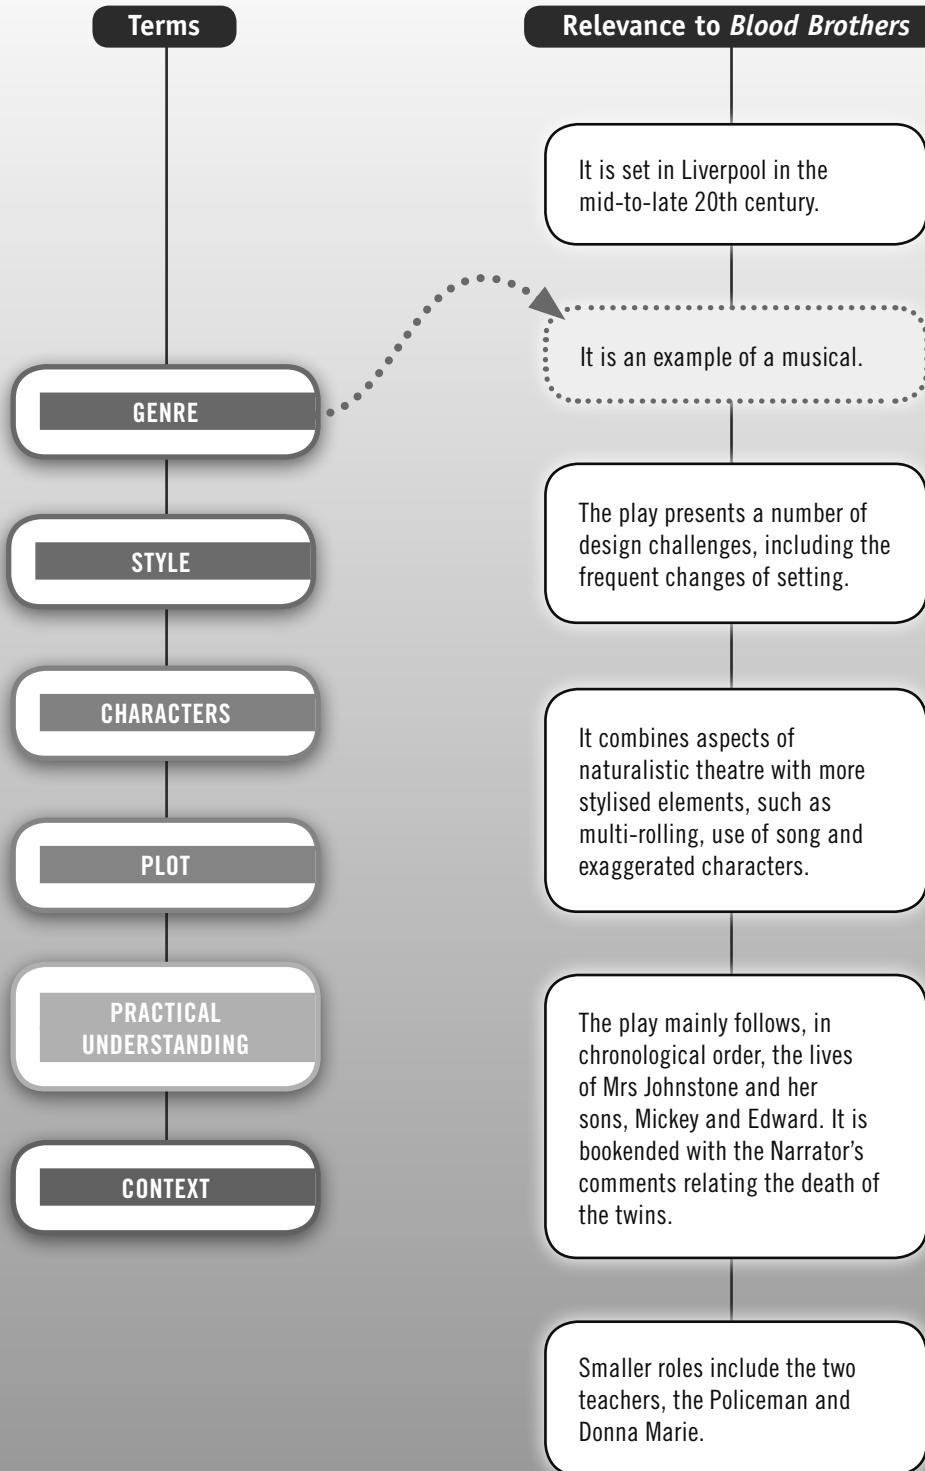 Terms
GENRE
STYLE
CHARACTERS
PLOT
PRACTICAL
UNDERSTANDING
CONTEXT
Relevance to Blood Brothers
It is set in Liverpool in the
mid-to-late 20th century.
It is an example of a musical.
The play presents a number of
design challenges, including the
frequent changes of setting.
It combines aspects of
naturalistic theatre with more
stylised elements, such as
multi-rolling, use of song and
exaggerated characters.
The play mainly follows, in
chronological order, the lives
of Mrs Johnstone and her
sons, Mickey and Edward. It is
bookended with the Narrator’s
comments relating the death of
the twins.
Smaller roles include the two
teachers, the Policeman and
Donna Marie.